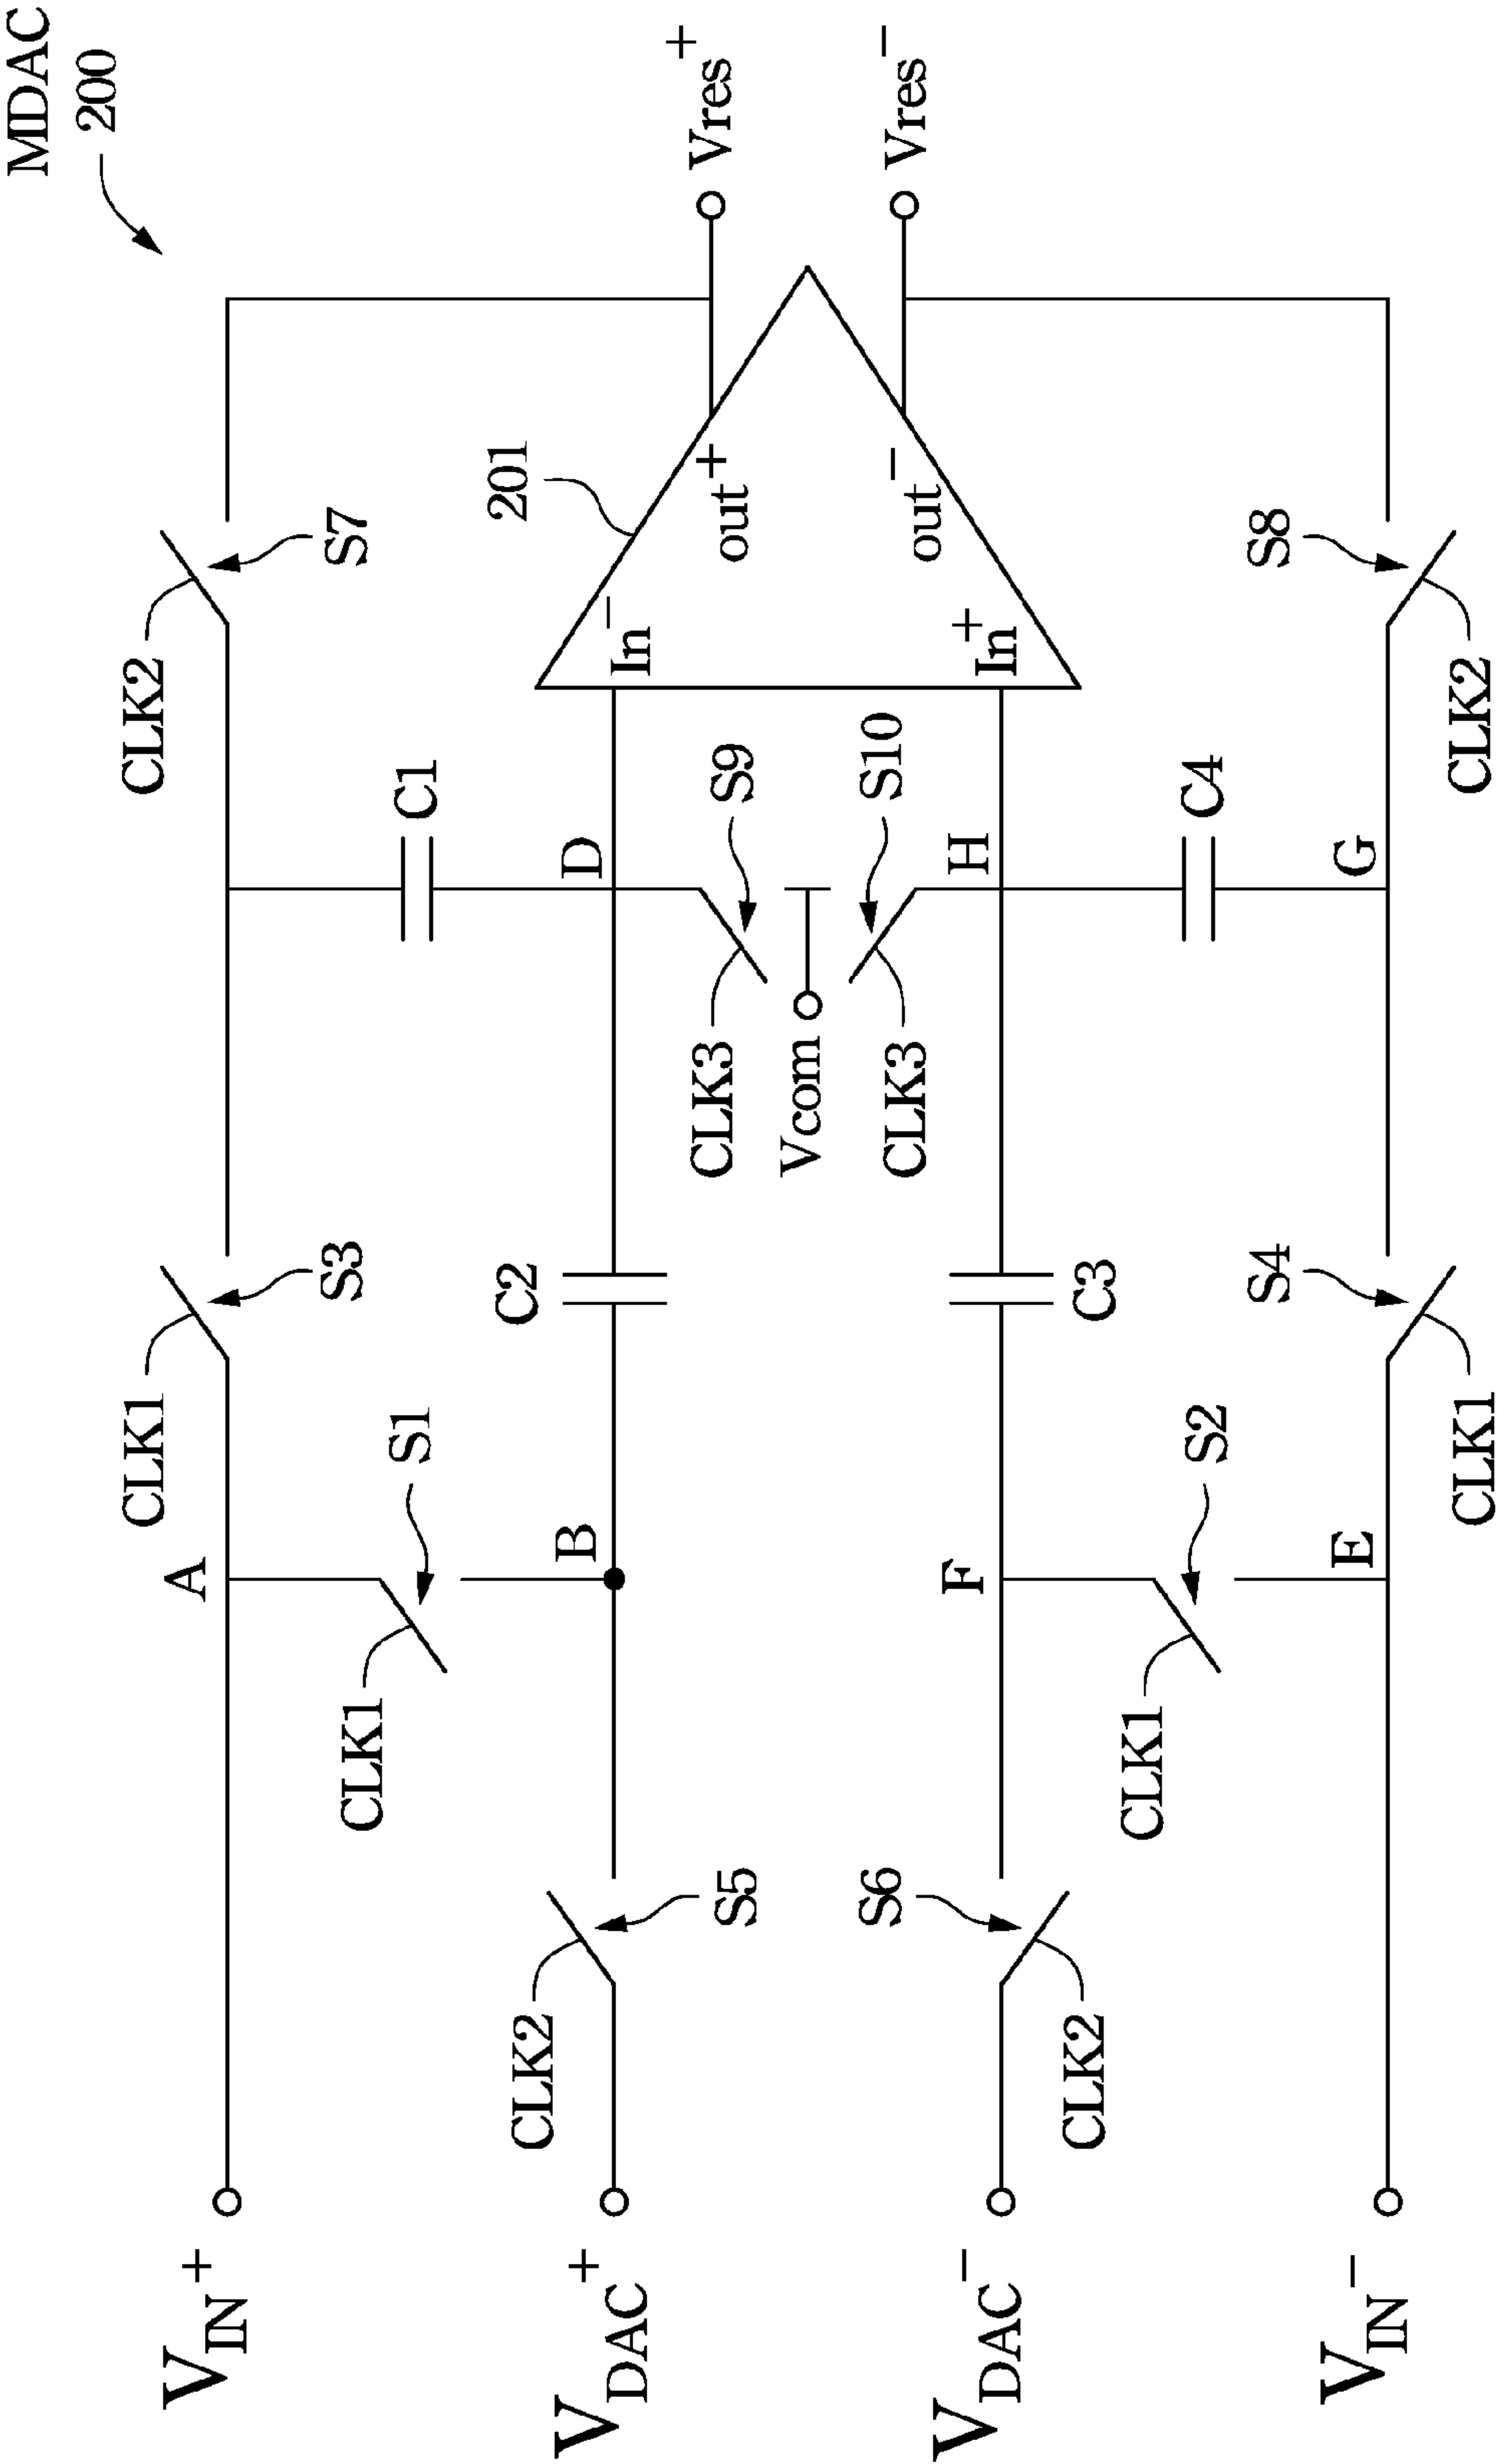 MDAC
200
CLK1
S3
CLK2
S7
A
C1
VIN+
CLK1
S1
201
CLK2
B
C2
D
In−
out+
Vres+
VDAC+
S5
CLK3
S9
Vcom
S6
CLK3
S10
VDAC−
CLK2
F
C3
H
In+
out−
Vres−
CLK1
S2
C4
S4
S8
VIN−
E
G
CLK1
CLK2